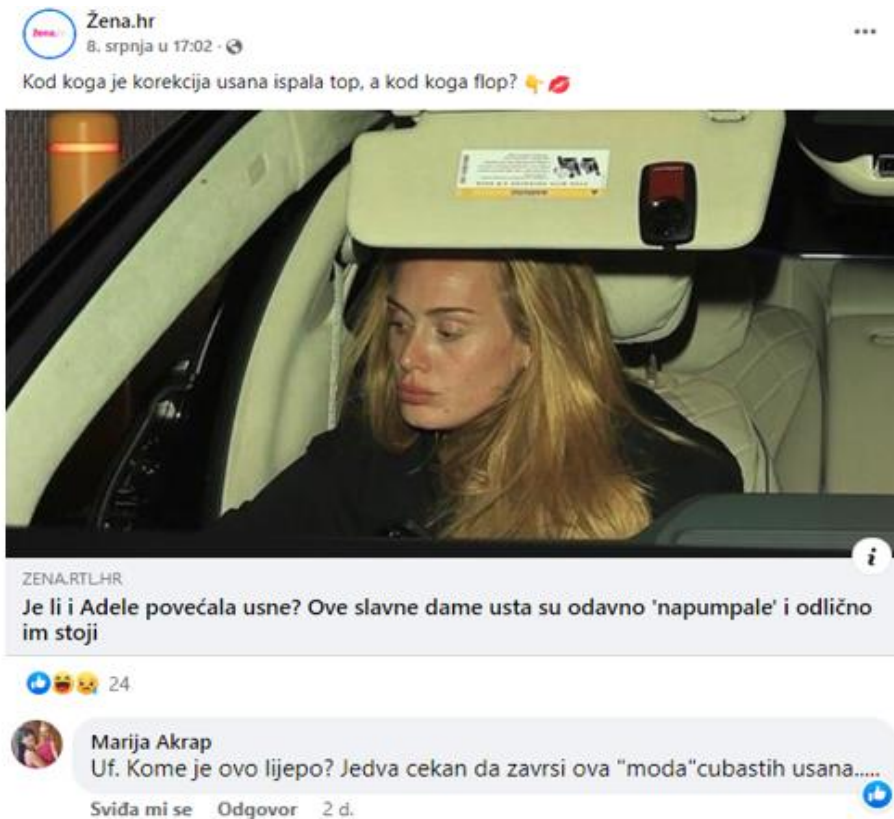 žena.hr
Žena.hr
8. srpnja u 17:02
Kod koga je korekcija usana ispala top, a kod koga flop? 👇💋
ZENA.RTL.HR
Je li i Adele povećala usne? Ove slavne dame usta su odavno 'napumpale' i odlično
im stoji
24
Marija Akrap
Uf. Kome je ovo lijepo? Jedva cekan da zavrsi ova "moda"cubastih usana.....
Sviđa mi se Odgovor 2 d.